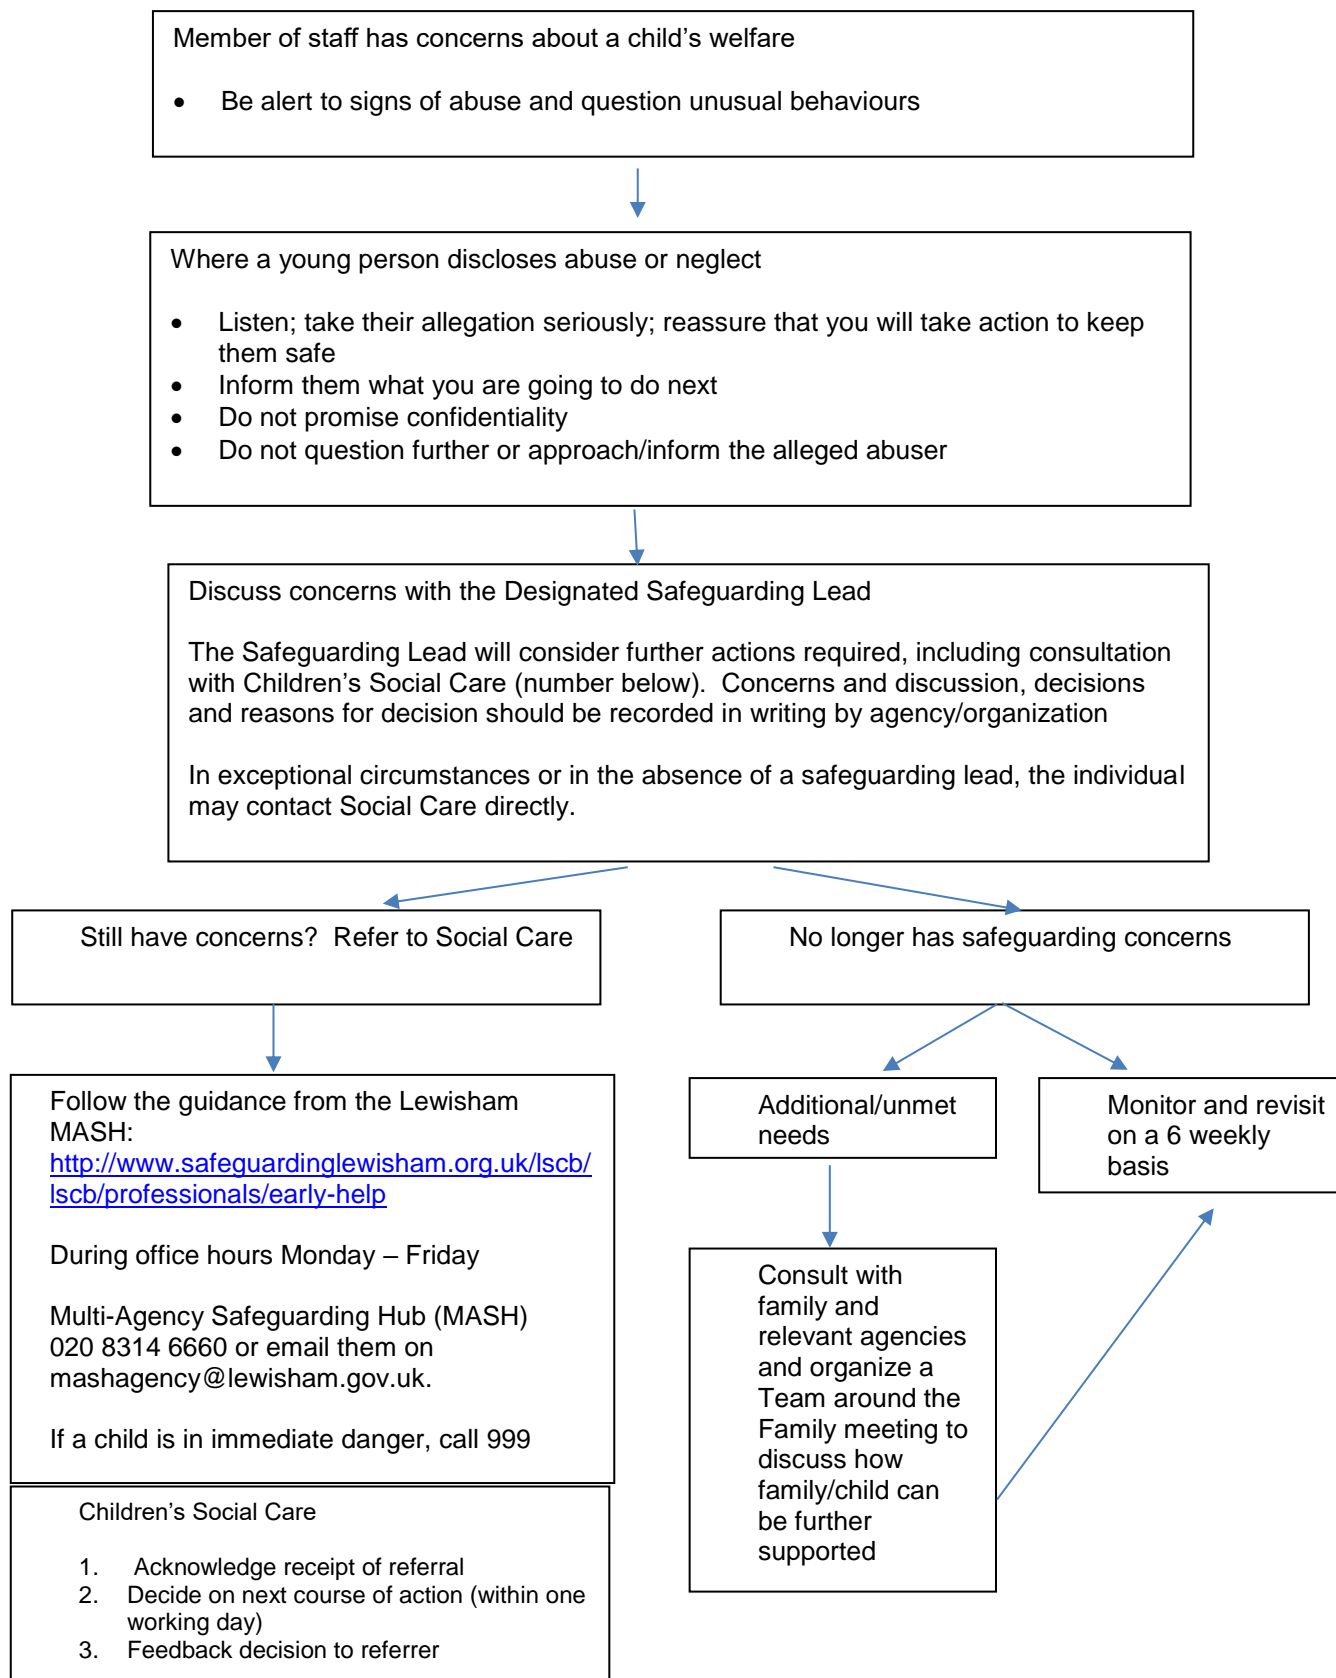 Member of staff has concerns about a child’s welfare
• Be alert to signs of abuse and question unusual behaviours
Where a young person discloses abuse or neglect
• Listen; take their allegation seriously; reassure that you will take action to keep
them safe
• Inform them what you are going to do next
• Do not promise confidentiality
• Do not question further or approach/inform the alleged abuser
Discuss concerns with the Designated Safeguarding Lead
The Safeguarding Lead will consider further actions required, including consultation
with Children’s Social Care (number below).  Concerns and discussion, decisions
and reasons for decision should be recorded in writing by agency/organization
In exceptional circumstances or in the absence of a safeguarding lead, the individual
may contact Social Care directly.
Still have concerns?  Refer to Social Care
No longer has safeguarding concerns
Follow the guidance from the Lewisham
MASH:
http://www.safeguardinglewisham.org.uk/lscb/
lscb/professionals/early-help
During office hours Monday – Friday
Multi-Agency Safeguarding Hub (MASH)
020 8314 6660 or email them on
mashagency@lewisham.gov.uk.
If a child is in immediate danger, call 999
Children’s Social Care
1. Acknowledge receipt of referral
2. Decide on next course of action (within one
working day)
3. Feedback decision to referrer
Additional/unmet
needs
Monitor and revisit
on a 6 weekly
basis
Consult with
family and
relevant agencies
and organize a
Team around the
Family meeting to
discuss how
family/child can
be further
supported